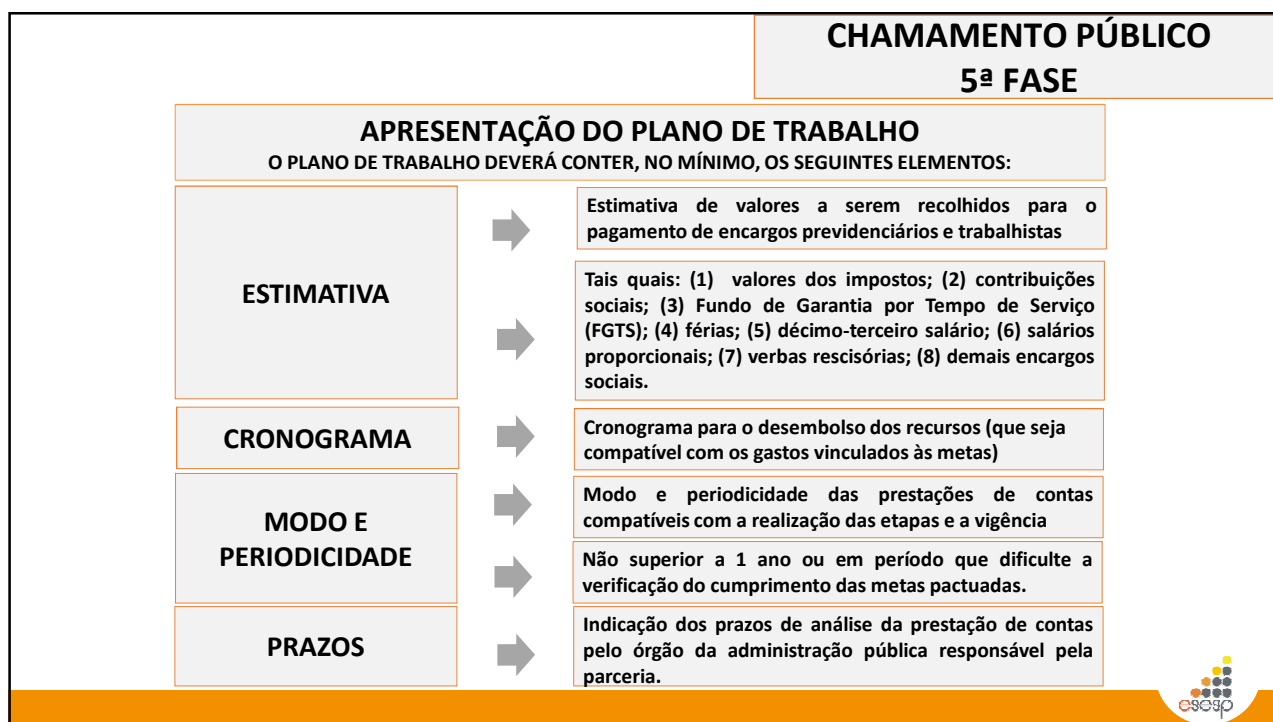 CHAMAMENTO PÚBLICO
5ª FASE
APRESENTAÇÃO DO PLANO DE TRABALHO
O PLANO DE TRABALHO DEVERÁ CONTER, NO MÍNIMO, OS SEGUINTES ELEMENTOS:
ESTIMATIVA
Estimativa de valores a serem recolhidos para o
pagamento de encargos previdenciários e trabalhistas
Tais quais: (1) valores dos impostos; (2) contribuições
sociais; (3) Fundo de Garantia por Tempo de Serviço
(FGTS); (4) férias; (5) décimo-terceiro salário; (6) salários
proporcionais; (7) verbas rescisórias; (8) demais encargos
sociais.
CRONOGRAMA
Cronograma para o desembolso dos recursos (que seja
compatível com os gastos vinculados às metas)
MODO E
PERIODICIDADE
Modo e periodicidade das prestações de contas
compatíveis com a realização das etapas e a vigência
Não superior a 1 ano ou em período que dificulte a
verificação do cumprimento das metas pactuadas.
PRAZOS
Indicação dos prazos de análise da prestação de contas
pelo órgão da administração pública responsável pela
parceria.
esesp